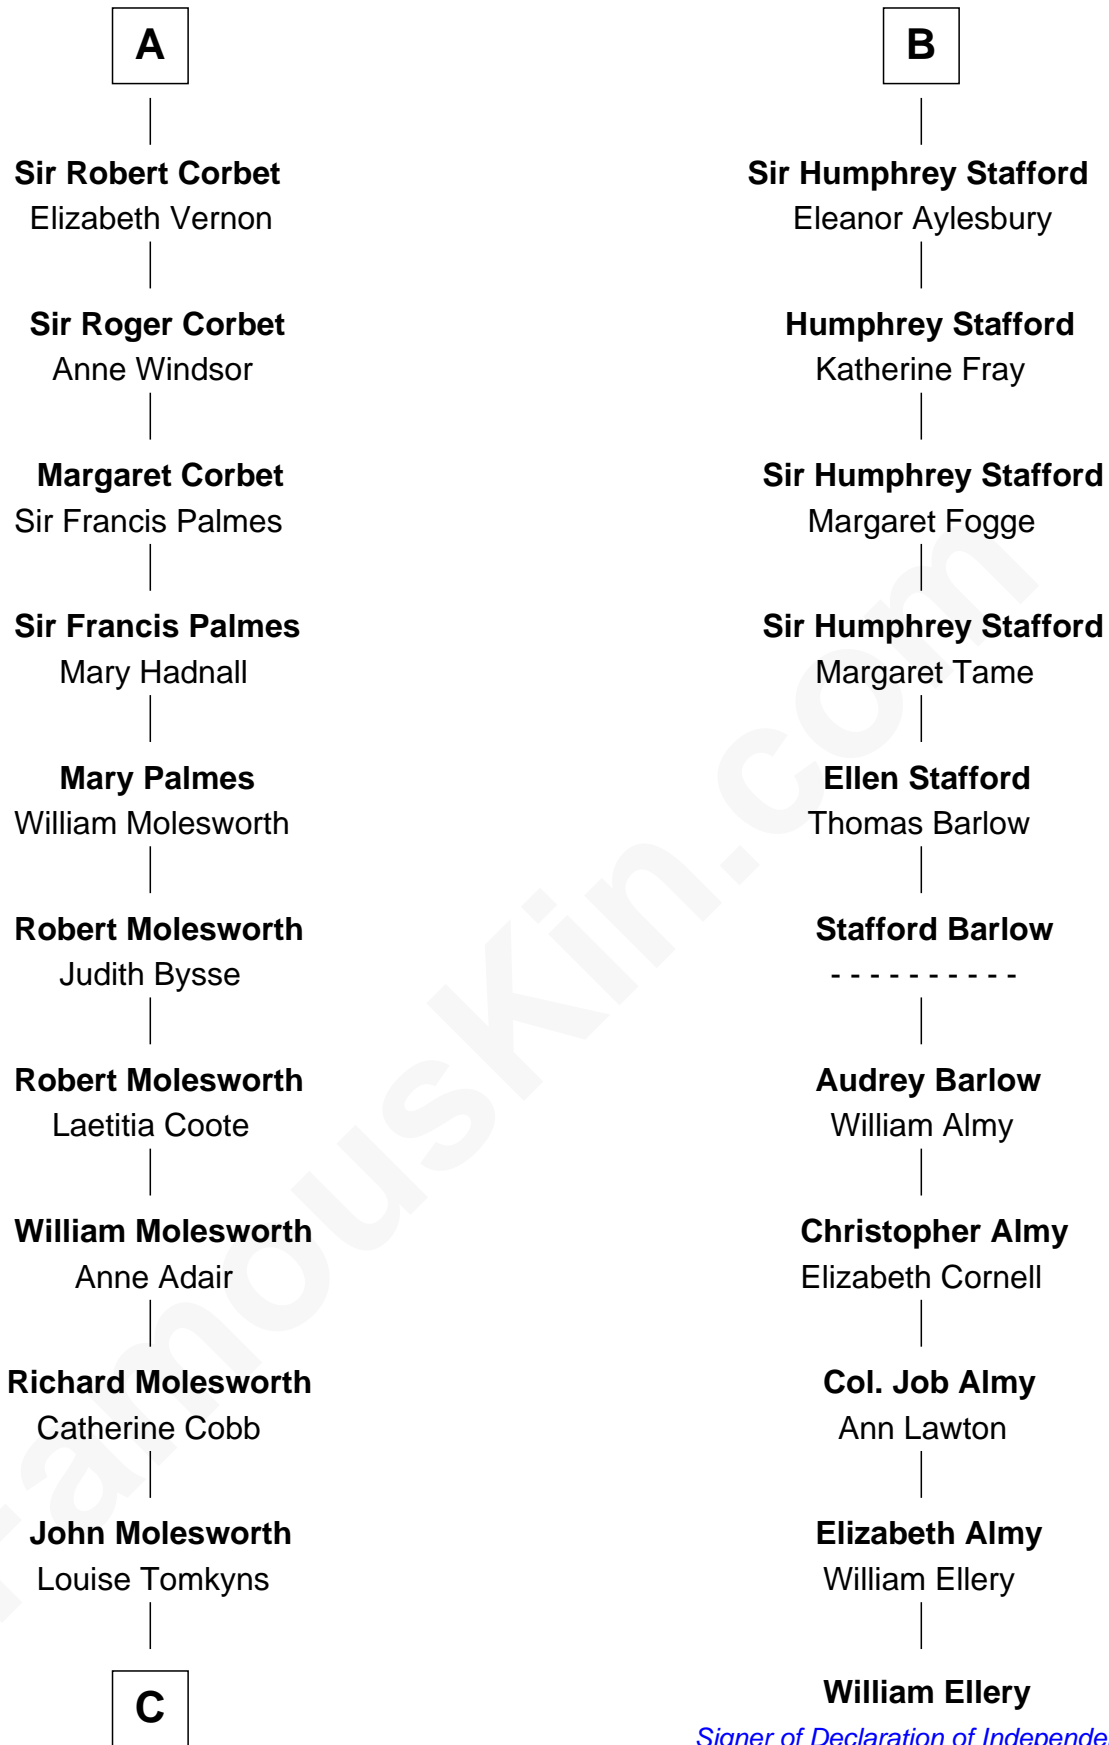 A
Sir Robert Corbet
Elizabeth Vernon
Sir Roger Corbet
Anne Windsor
Margaret Corbet
Sir Francis Palmes
Sir Francis Palmes
Mary Hadnall
Mary Palmes
William Molesworth
Robert Molesworth
Judith Bysse
Robert Molesworth
Laetitia Coote
William Molesworth
Anne Adair
Richard Molesworth
Catherine Cobb
John Molesworth
Louise Tomkyns
C
B
Sir Humphrey Stafford
Eleanor Aylesbury
Humphrey Stafford
Katherine Fray
Sir Humphrey Stafford
Margaret Fogge
Sir Humphrey Stafford
Margaret Tame
Ellen Stafford
Thomas Barlow
Stafford Barlow
- - - - - - - - - -
Audrey Barlow
William Almy
Christopher Almy
Elizabeth Cornell
Col. Job Almy
Ann Lawton
Elizabeth Almy
William Ellery
William Ellery
Signer of Declaration of Independe
FamousKin.com